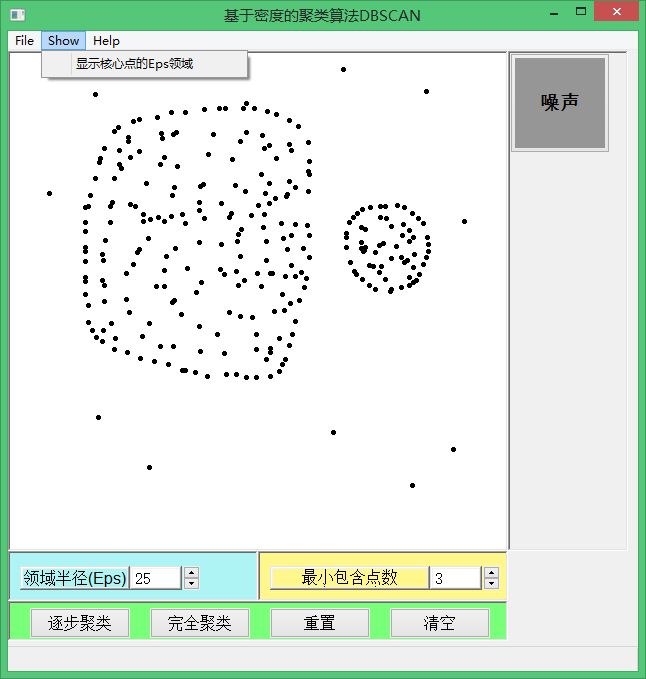 基于密度的聚类算法DBSCAN
File Show Help
显示核心点的Eps领域
噪声
领域半径(Eps) 25 最小包含点数 3
逐步聚类 完全聚类 重置 清空